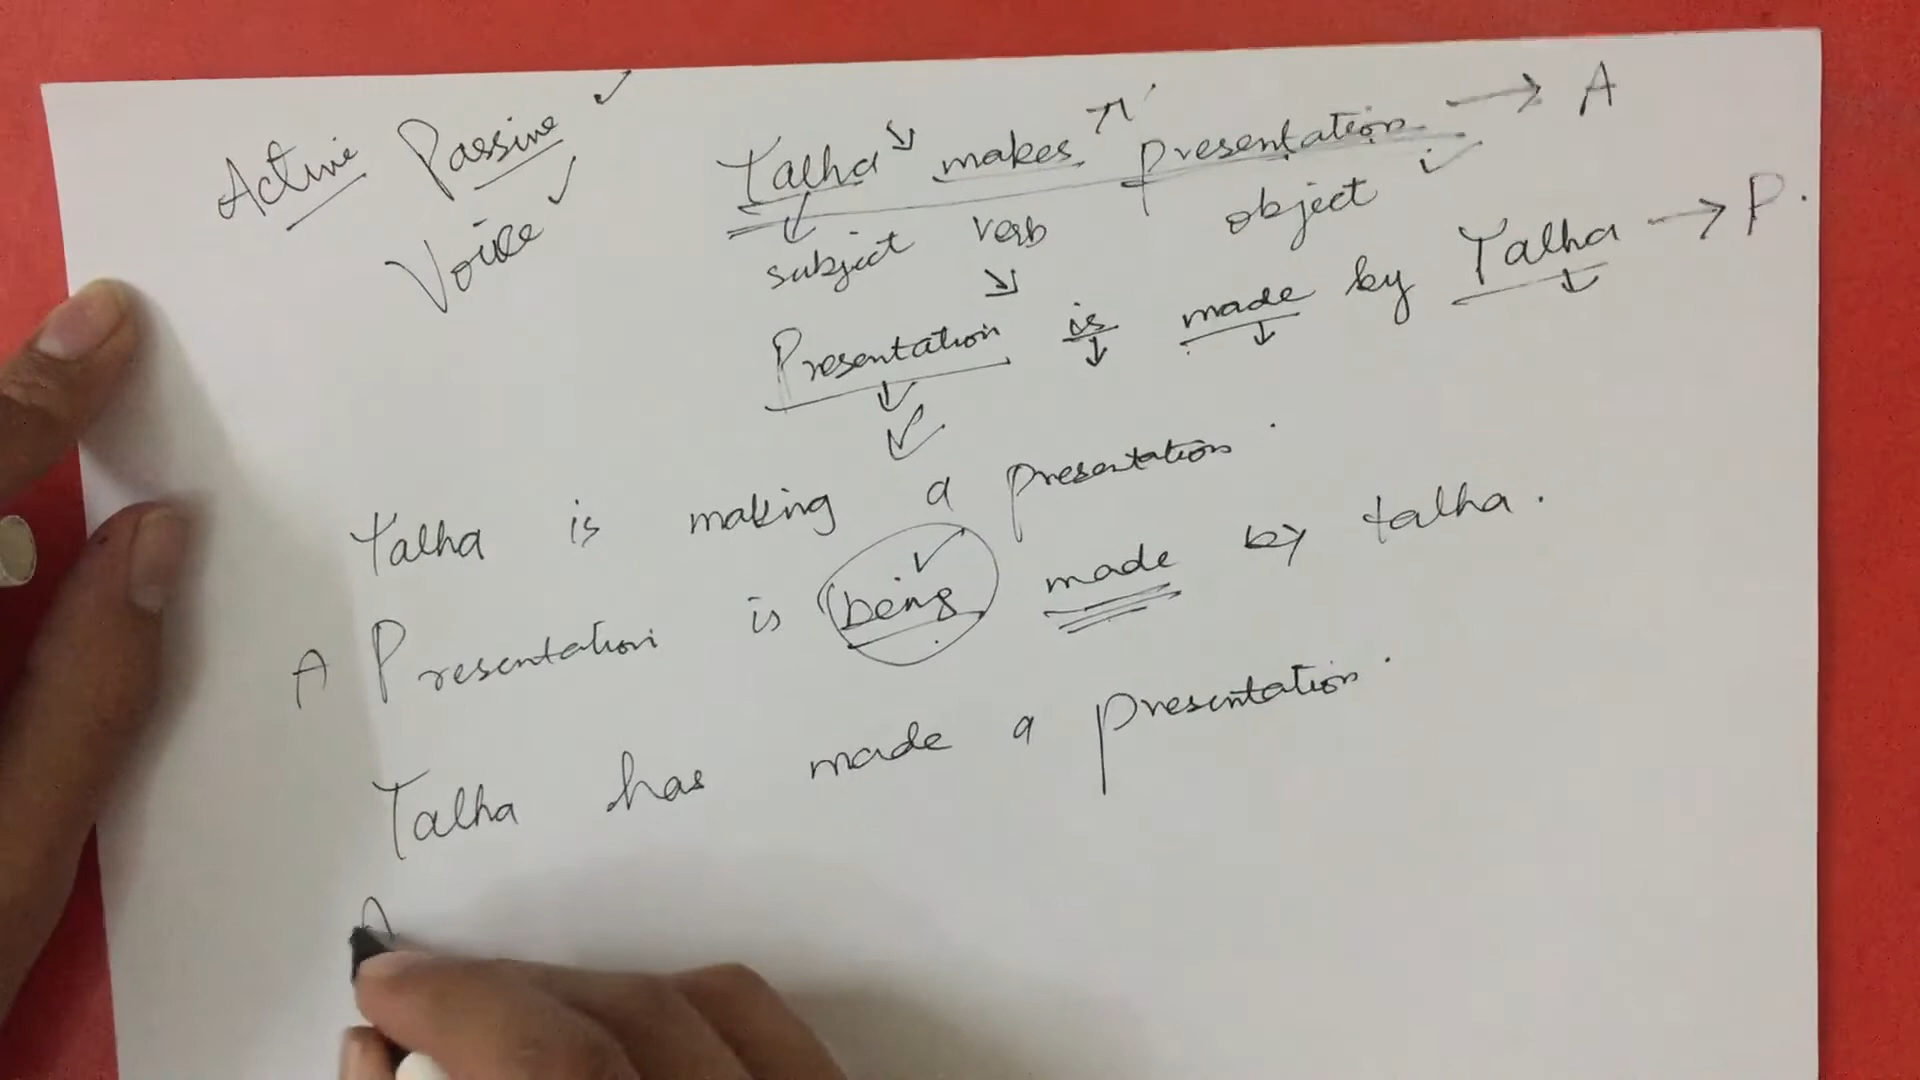 Active Passive
Voice
Talha makes presentation → A
subject verb object
Presentation is made by Talha → P.
Talha is making a presentation.
A Presentation is being made by talha.
Talha has made a presentation.
A